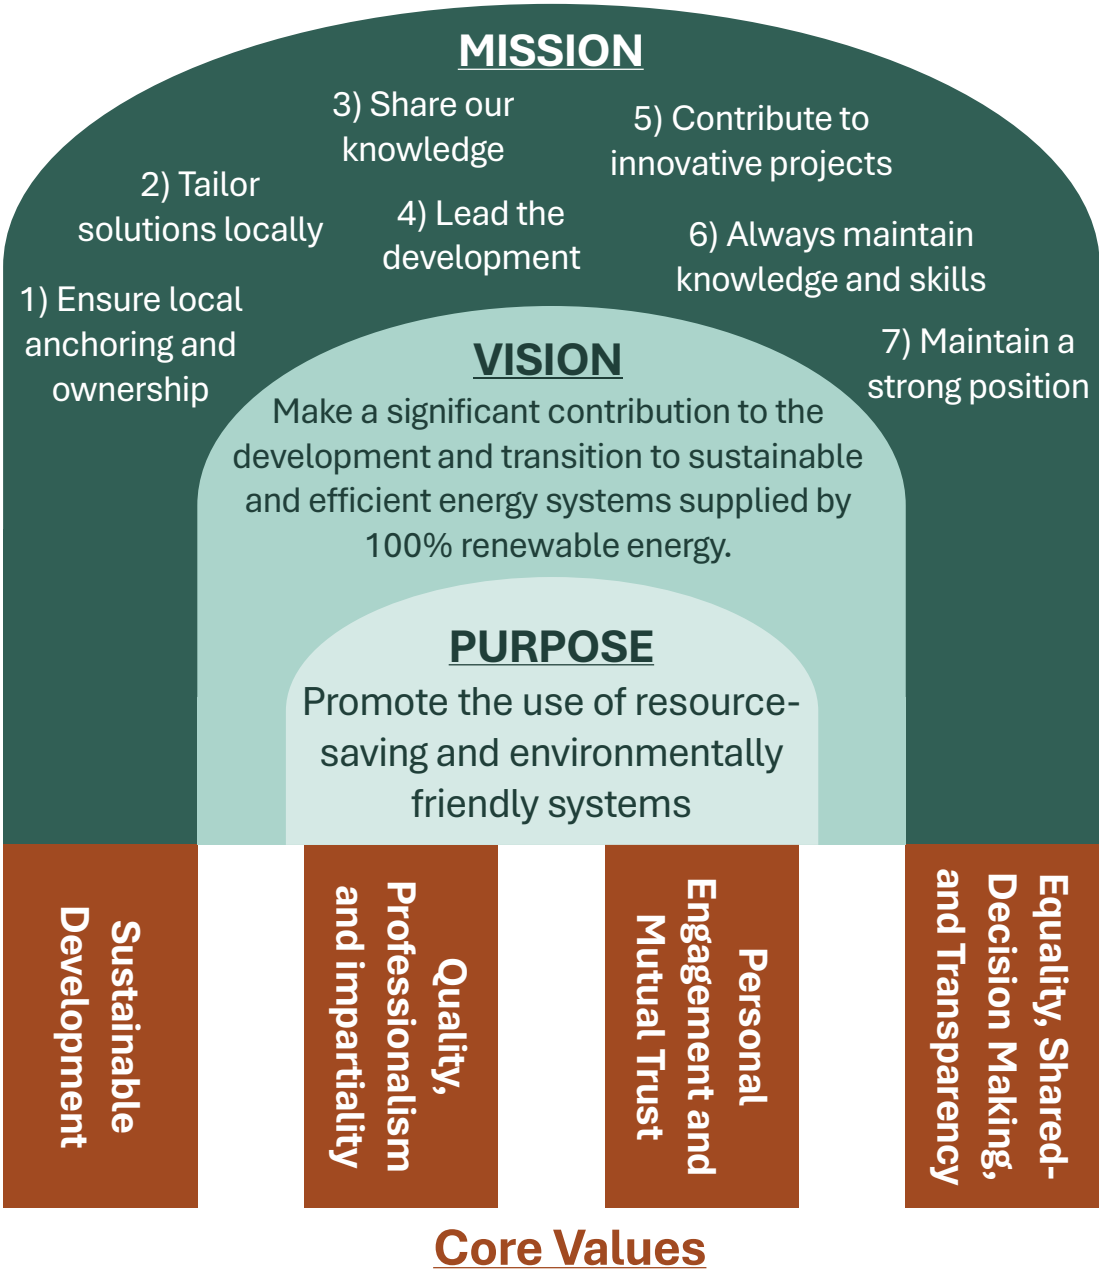 MISSION
1) Ensure local
anchoring and
ownership
2) Tailor
solutions locally
3) Share our
knowledge
4) Lead the
development
5) Contribute to
innovative projects
6) Always maintain
knowledge and skills
7) Maintain a
strong position
VISION
Make a significant contribution to the
development and transition to sustainable
and efficient energy systems supplied by
100% renewable energy.
PURPOSE
Promote the use of resource-
saving and environmentally
friendly systems
Sustainable
Development
Quality,
Professionalism
and impartiality
Personal
Engagement and
Mutual Trust
Equality, Shared-
Decision Making,
and Transparency
Core Values